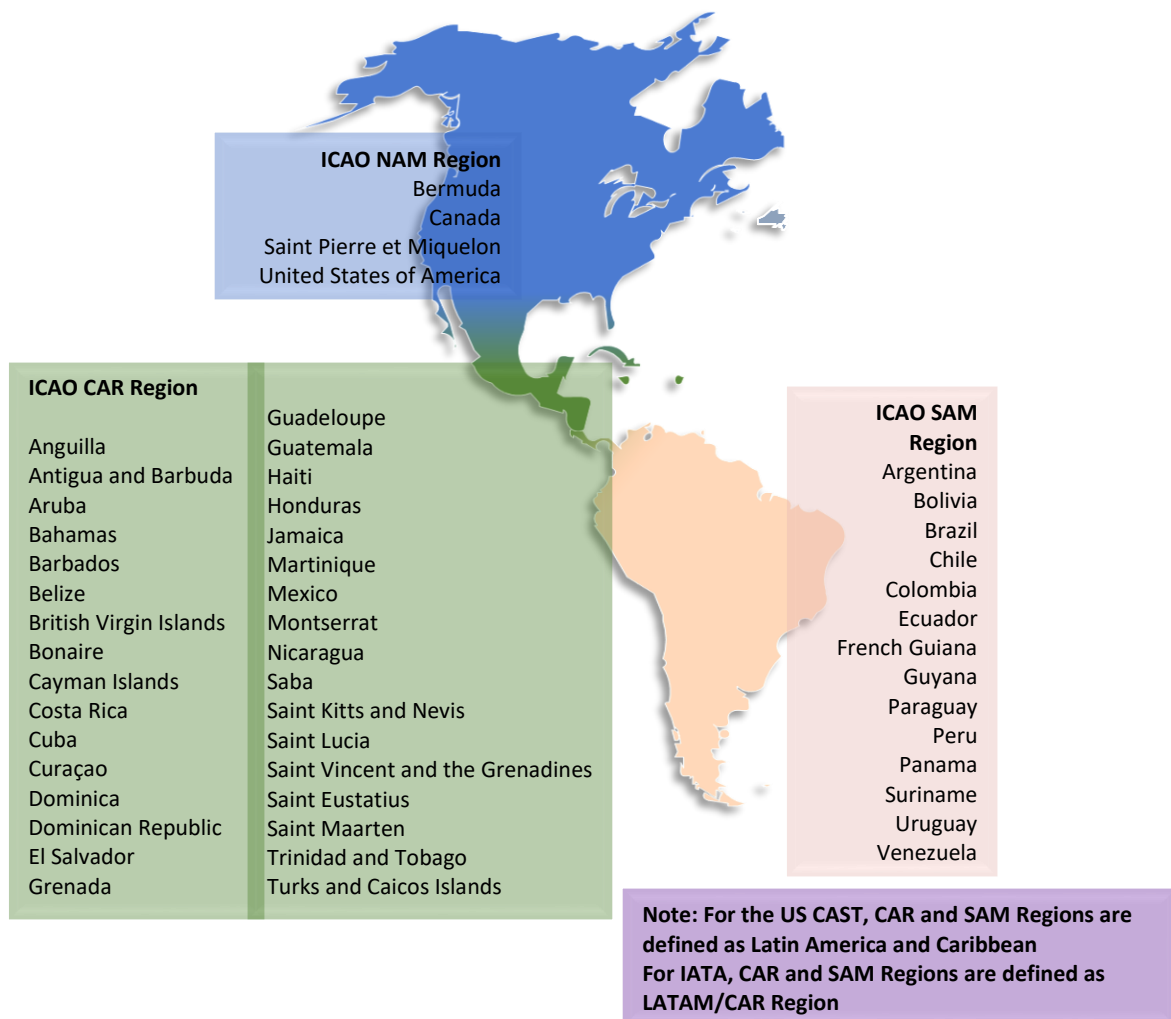 ICAO NAM Region
Bermuda
Canada
Saint Pierre et Miquelon
United States of America
ICAO CAR Region
Anguilla
Antigua and Barbuda
Aruba
Bahamas
Barbados
Belize
British Virgin Islands
Bonaire
Cayman Islands
Costa Rica
Cuba
Curaçao
Dominica
Dominican Republic
El Salvador
Grenada
Guadeloupe
Guatemala
Haiti
Honduras
Jamaica
Martinique
Mexico
Montserrat
Nicaragua
Saba
Saint Kitts and Nevis
Saint Lucia
Saint Vincent and the Grenadines
Saint Eustatius
Saint Maarten
Trinidad and Tobago
Turks and Caicos Islands
ICAO SAM
Region
Argentina
Bolivia
Brazil
Chile
Colombia
Ecuador
French Guiana
Guyana
Paraguay
Peru
Panama
Suriname
Uruguay
Venezuela
Note: For the US CAST, CAR and SAM Regions are
defined as Latin America and Caribbean
For IATA, CAR and SAM Regions are defined as
LATAM/CAR Region